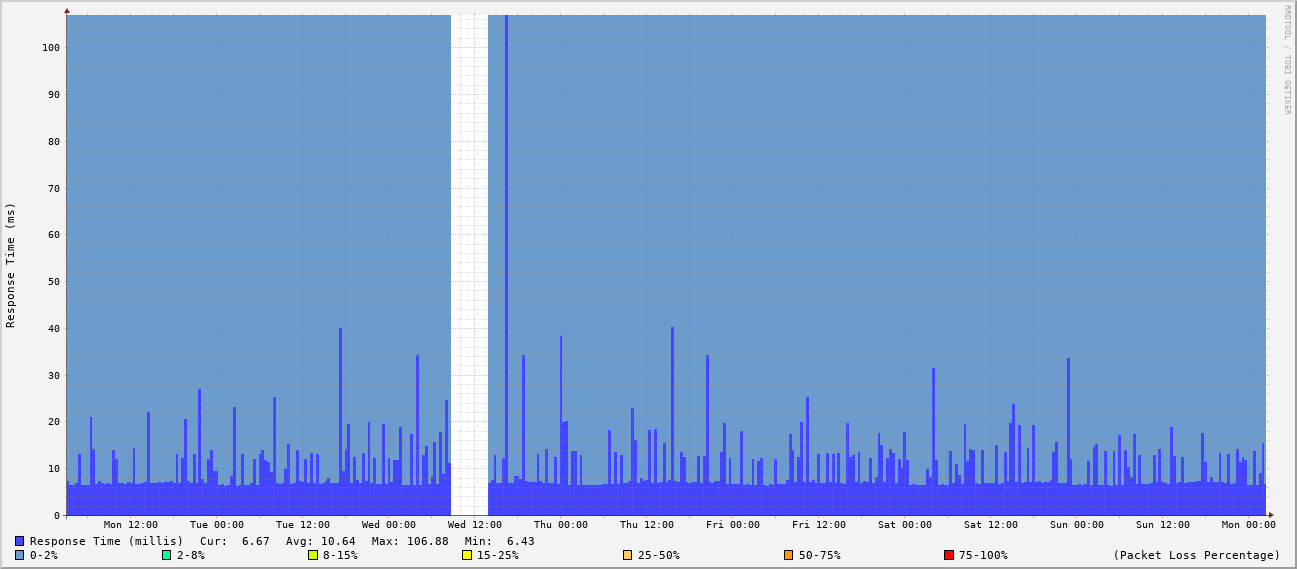 RRDTOOL / TOBI OETIKER
Response Time (ms)
100
90
80
70
60
50
40
30
20
10
0
Mon 12:00 Tue 00:00 Tue 12:00 Wed 00:00 Wed 12:00 Thu 00:00 Thu 12:00 Fri 00:00 Fri 12:00 Sat 00:00 Sat 12:00 Sun 00:00 Sun 12:00 Mon 00:00
Response Time (millis) Cur: 6.67 Avg: 10.64 Max: 106.88 Min: 6.43
0-2% 2-8% 8-15% 15-25% 25-50% 50-75% 75-100% (Packet Loss Percentage)